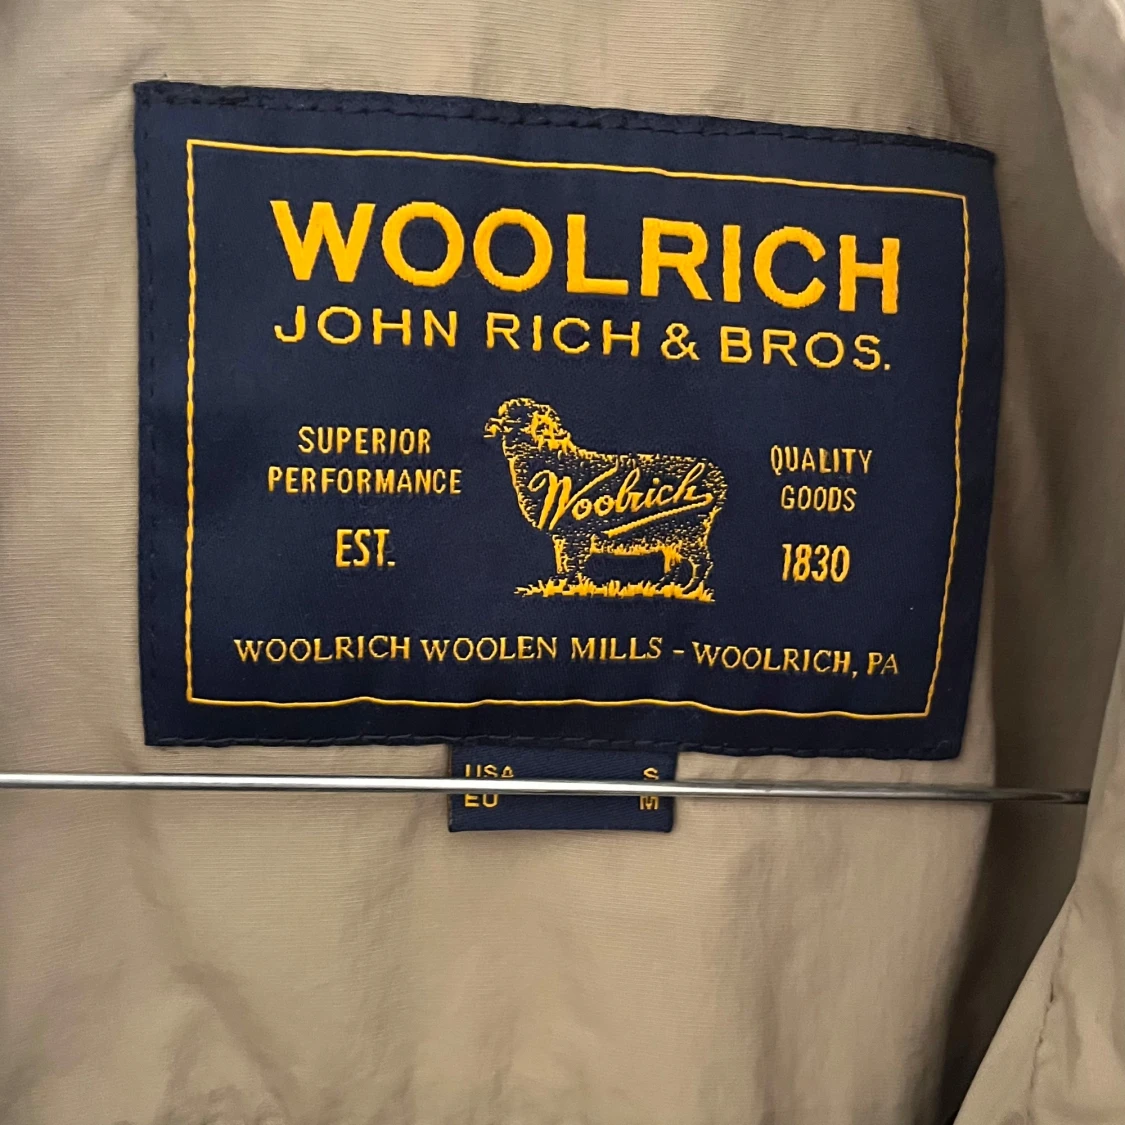 WOOLRICH
JOHN RICH & BROS.
SUPERIOR
PERFORMANCE
EST.
Woolrich
QUALITY
GOODS
1830
WOOLRICH WOOLEN MILLS - WOOLRICH, PA
USA S
EU M